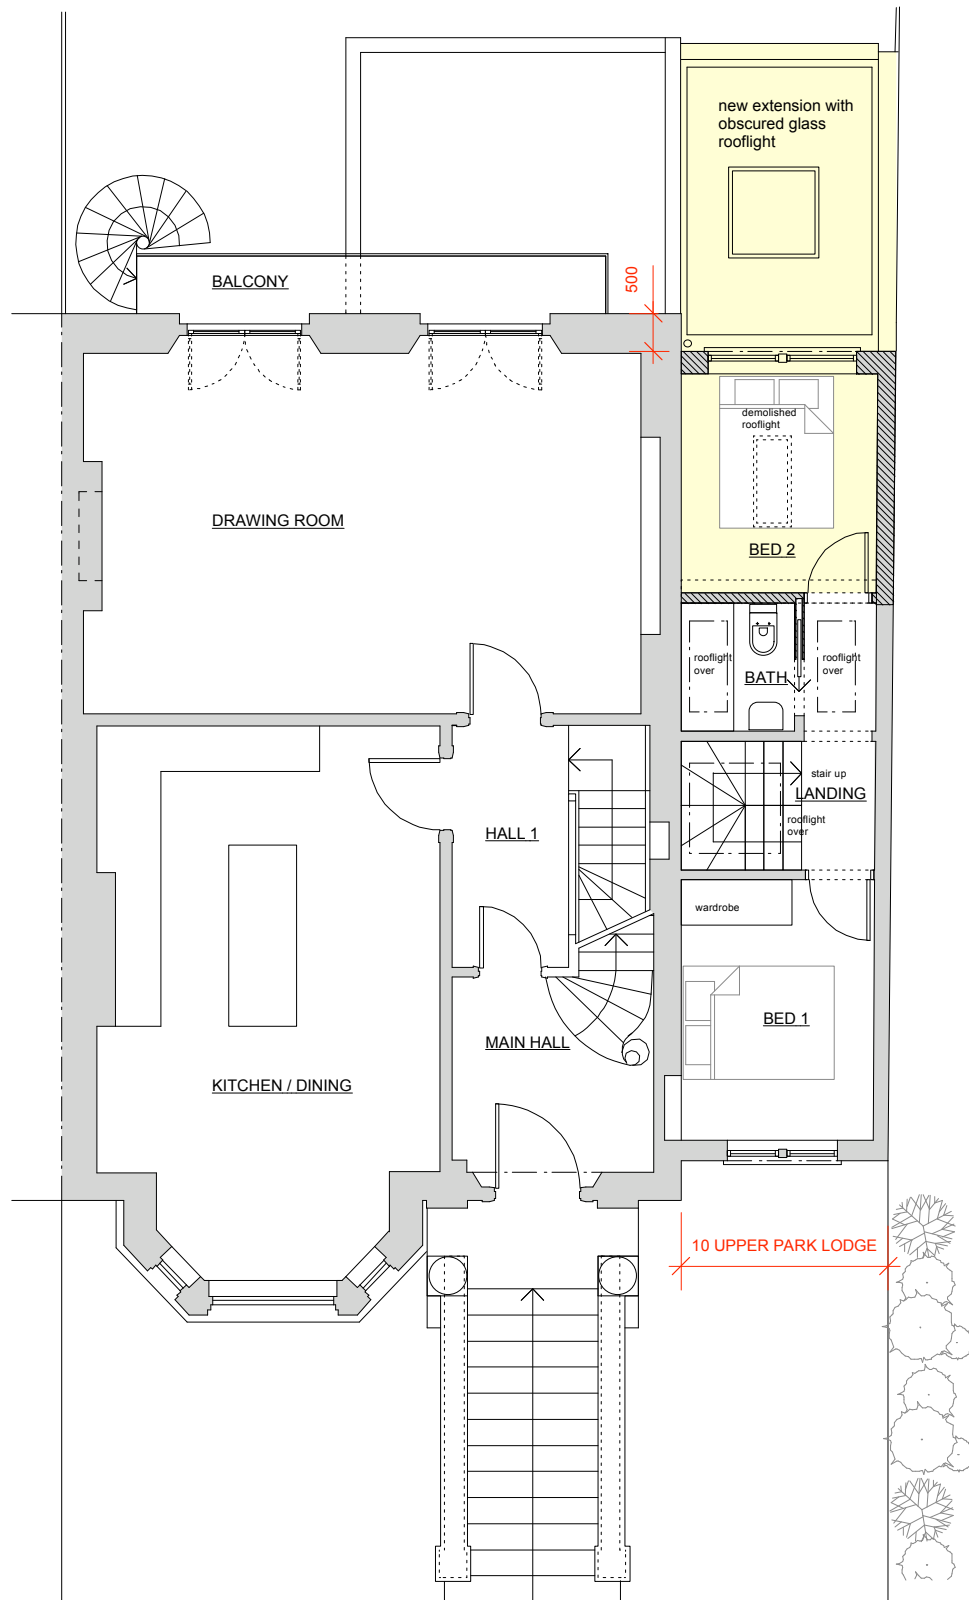 new extension with
obscured glass
rooflight
500
BALCONY
demolished
rooflight
DRAWING ROOM
BED 2
rooflight
over
rooflight
over
BATH
stair up
LANDING
rooflight
over
HALL 1
wardrobe
BED 1
MAIN HALL
KITCHEN / DINING
10 UPPER PARK LODGE